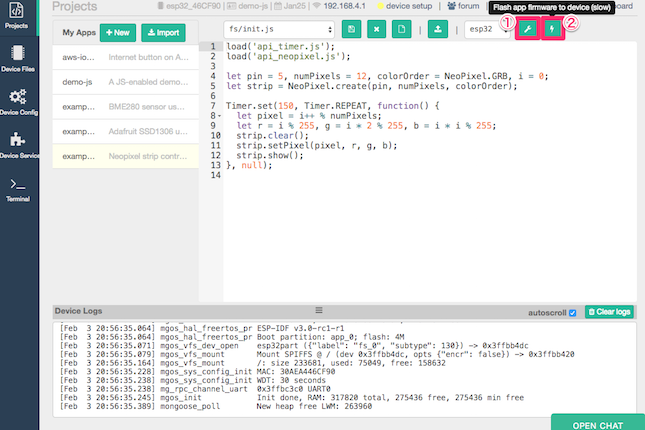 Projects
esp32_46CF90 | demo-js | Jan25 | 192.168.4.1
device setup | forum
board
Flash app firmware to device (slow)
Projects
Device Files
Device Config
Device Service
Terminal
My Apps
+ New
Import
aws-io...
Internet button on A...
demo-js
A JS-enabled demo...
examp...
BME280 sensor us...
examp...
Adafruit SSD1306 u...
examp...
Neopixel strip contr...
fs/init.js
esp32
①
②
1 load('api_timer.js');
2 load('api_neopixel.js');
3
4 let pin = 5, numPixels = 12, colorOrder = NeoPixel.GRB, i = 0;
5 let strip = NeoPixel.create(pin, numPixels, colorOrder);
6
7 Timer.set(150, Timer.REPEAT, function() {
8 let pixel = i++ % numPixels;
9 let r = i % 255, g = i * 2 % 255, b = i * i % 255;
10 strip.clear();
11 strip.setPixel(pixel, r, g, b);
12 strip.show();
13 }, null);
14
Device Logs
autoscroll
Clear logs
[Feb 3 20:56:35.064] mgos_hal_freertos_pr ESP-IDF v3.0-rc1-r1
[Feb 3 20:56:35.064] mgos_hal_freertos_pr Boot partition: app_0; flash: 4M
[Feb 3 20:56:35.071] mgos_vfs_dev_open esp32part ({"label": "fs_0", "subtype": 130}) -> 0x3ffbb4dc
[Feb 3 20:56:35.079] mgos_vfs_mount Mount SPIFFS @ / (dev 0x3ffbb4dc, opts {"encr": false}) -> 0x3ffbb420
[Feb 3 20:56:35.164] mgos_vfs_mount /: size 233681, used: 75049, free: 158632
[Feb 3 20:56:35.228] mgos_sys_config_init MAC: 30AEA446CF90
[Feb 3 20:56:35.238] mgos_sys_config_init WDT: 30 seconds
[Feb 3 20:56:35.238] mg_rpc_channel_uart 0x3ffbc3c0 UART0
[Feb 3 20:56:35.245] mgos_init Init done, RAM: 317820 total, 275436 free, 275436 min free
[Feb 3 20:56:35.389] mongoose_poll New heap free LWM: 263960
OPEN CHAT